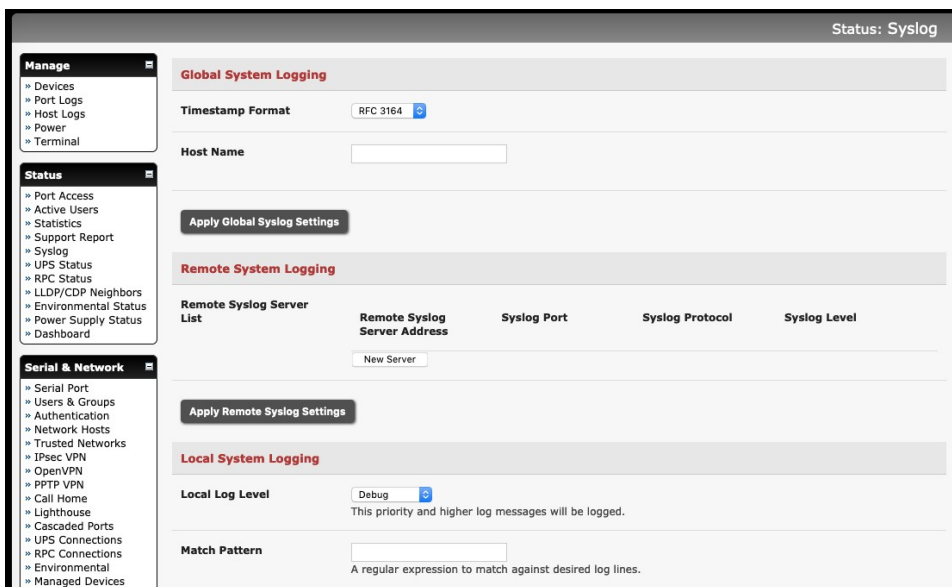 Status: Syslog
Manage
» Devices
» Port Logs
» Host Logs
» Power
» Terminal
Status
» Port Access
» Active Users
» Statistics
» Support Report
» Syslog
» UPS Status
» RPC Status
» LLDP/CDP Neighbors
» Environmental Status
» Power Supply Status
» Dashboard
Serial & Network
» Serial Port
» Users & Groups
» Authentication
» Network Hosts
» Trusted Networks
» IPsec VPN
» OpenVPN
» PPTP VPN
» Call Home
» Lighthouse
» Cascaded Ports
» UPS Connections
» RPC Connections
» Environmental
» Managed Devices
Global System Logging
Timestamp Format
RFC 3164
Host Name
Apply Global Syslog Settings
Remote System Logging
Remote Syslog Server
List
Remote Syslog
Server Address
Syslog Port
Syslog Protocol
Syslog Level
New Server
Apply Remote Syslog Settings
Local System Logging
Local Log Level
Debug
This priority and higher log messages will be logged.
Match Pattern
A regular expression to match against desired log lines.